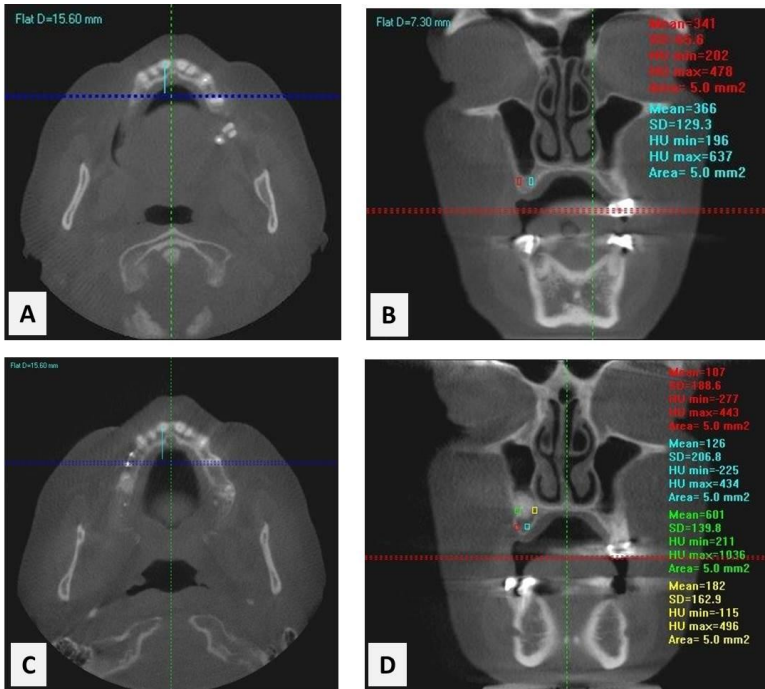 Flat D=15.60 mm
A
Flat D=7.30 mm
Mean=341
HU min=202
HU max=478
Area= 5.0 mm2
Mean=366
SD=129.3
HU min=196
HU max=637
Area= 5.0 mm2
B
Flat D=15.60 mm
C
Mean=107
SD=188.6
HU min=-277
HU max=443
Area= 5.0 mm2
Mean=126
SD=206.8
HU min=-225
HU max=434
Area= 5.0 mm2
Mean=601
SD=139.8
HU min=211
HU max=1036
Area= 5.0 mm2
Mean=182
SD=162.9
HU min=-115
HU max=496
Area= 5.0 mm2
D